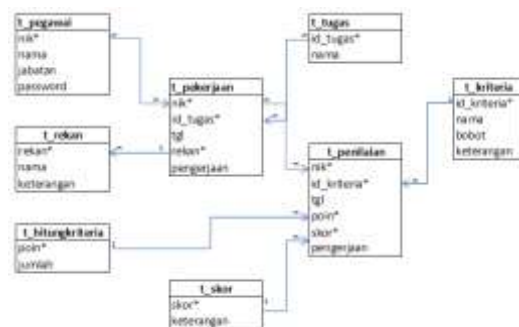 t_pegawai
nik*
nama
jabatan
password
t_tugas
id_tugas*
nama
t_pekerjaan
nik*
id_tugas*
tgl
rekan*
pengerjaan
t_kriteria
id_kriteria*
nama
bobot
keterangan
t_rekan
rekan*
nama
keterangan
t_penilaian
nik*
id_kriteria*
tgl
poin*
skor*
pengerjaan
t_hitungkriteria
poin*
jumlah
t_skor
skor*
keterangan